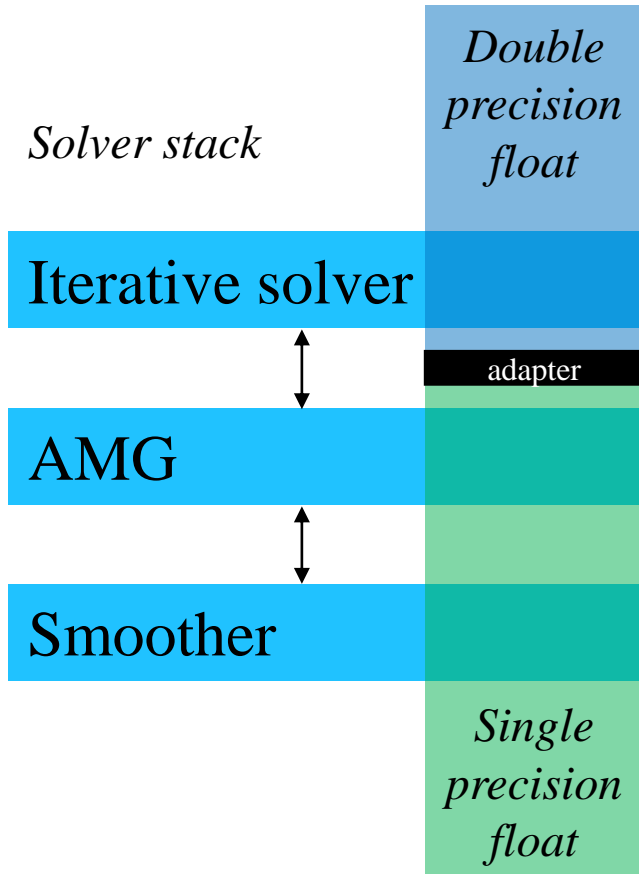 Double
precision
float
Solver stack
Iterative solver
adapter
AMG
Smoother
Single
precision
float